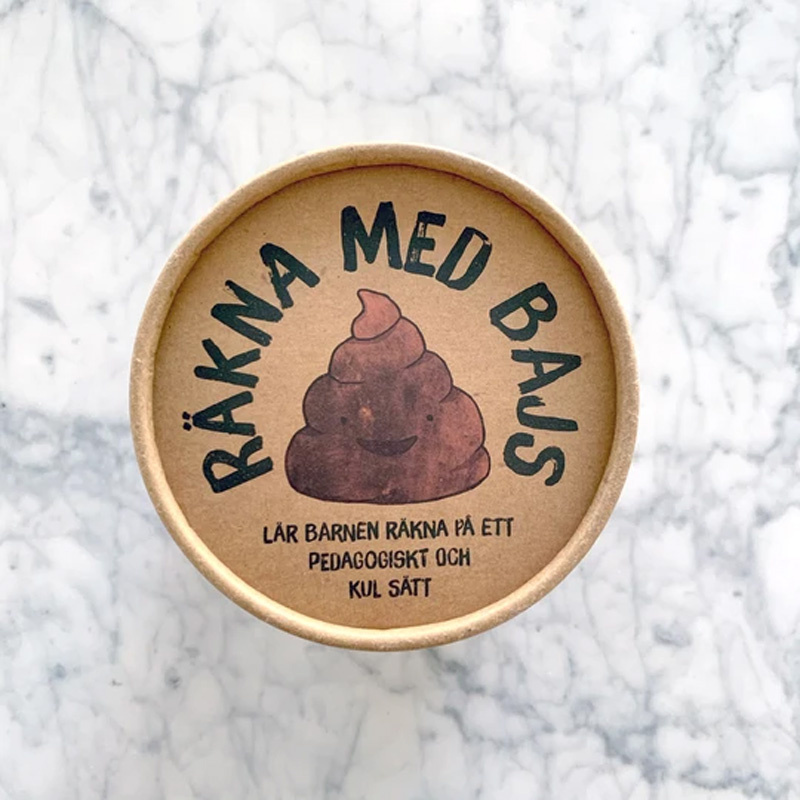 RÄKNA MED BAJS
LÄR BARNEN RÄKNA PÅ ETT
PEDAGOGISKT OCH
KUL SÄTT